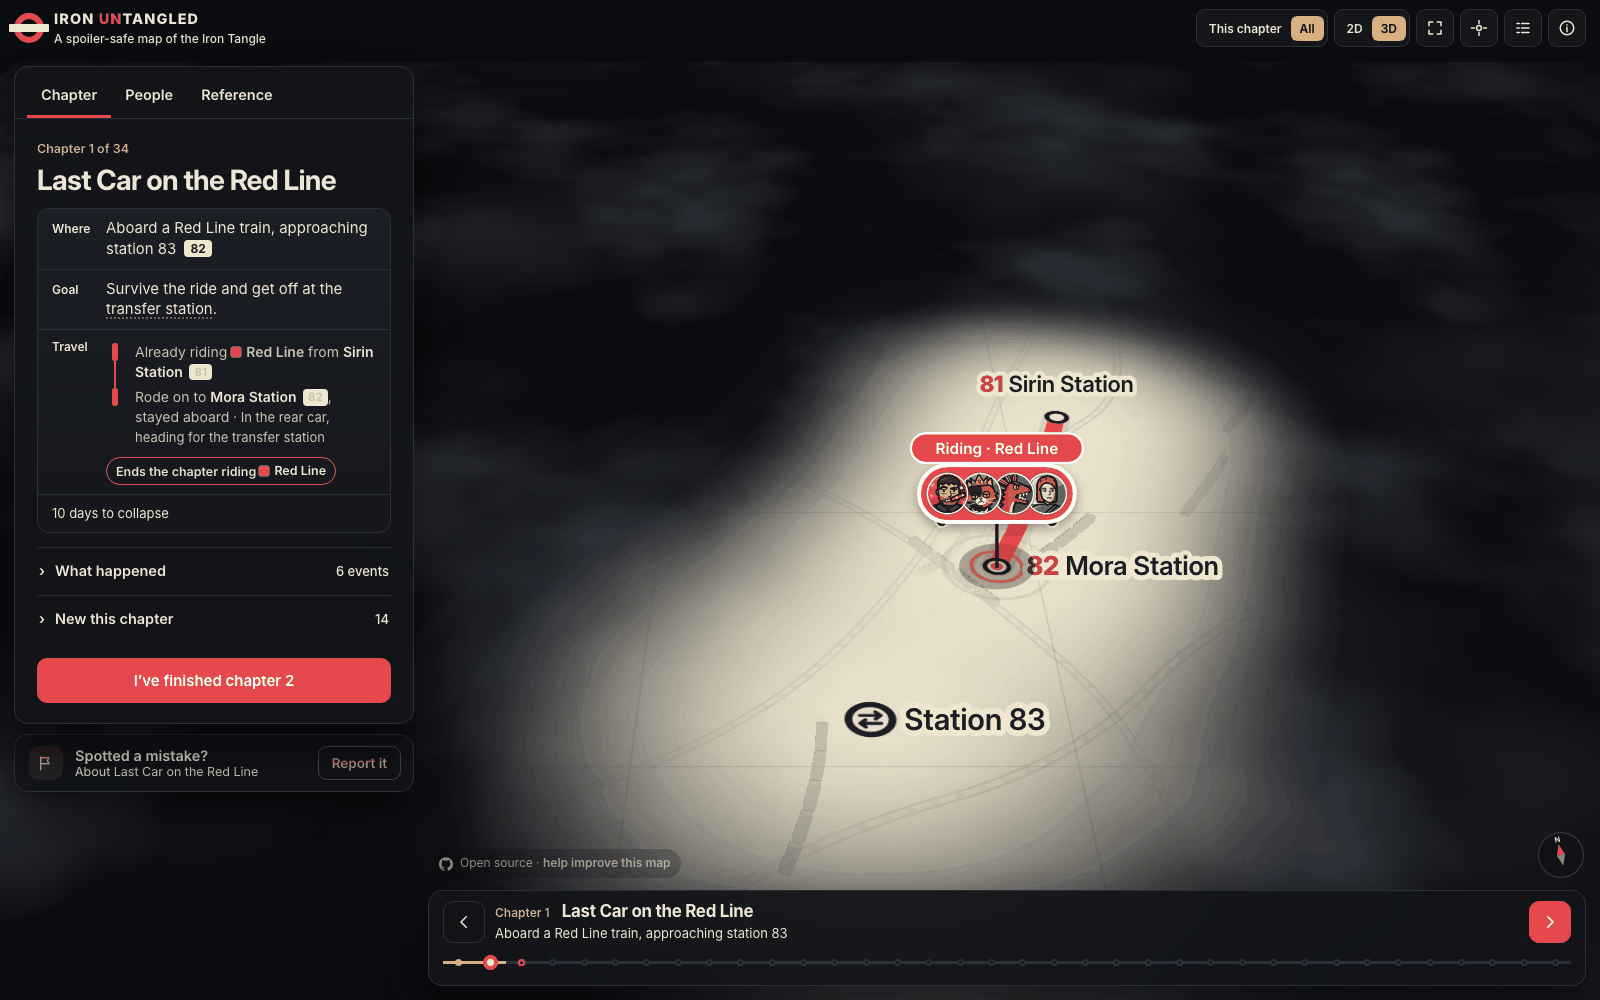 IRON UNTANGLED
A spoiler-safe map of the Iron Tangle
This chapter All
2D 3D
Chapter People Reference
Chapter 1 of 34
Last Car on the Red Line
Where Aboard a Red Line train, approaching
station 83 82
Goal Survive the ride and get off at the
transfer station.
Travel Already riding Red Line from Sirin
Station 81
Rode on to Mora Station 82,
stayed aboard · In the rear car,
heading for the transfer station
Ends the chapter riding Red Line
10 days to collapse
What happened 6 events
New this chapter 14
I've finished chapter 2
Spotted a mistake?
About Last Car on the Red Line
Report it
81 Sirin Station
Riding · Red Line
82 Mora Station
Station 83
Open source · help improve this map
N
Chapter 1 Last Car on the Red Line
Aboard a Red Line train, approaching station 83